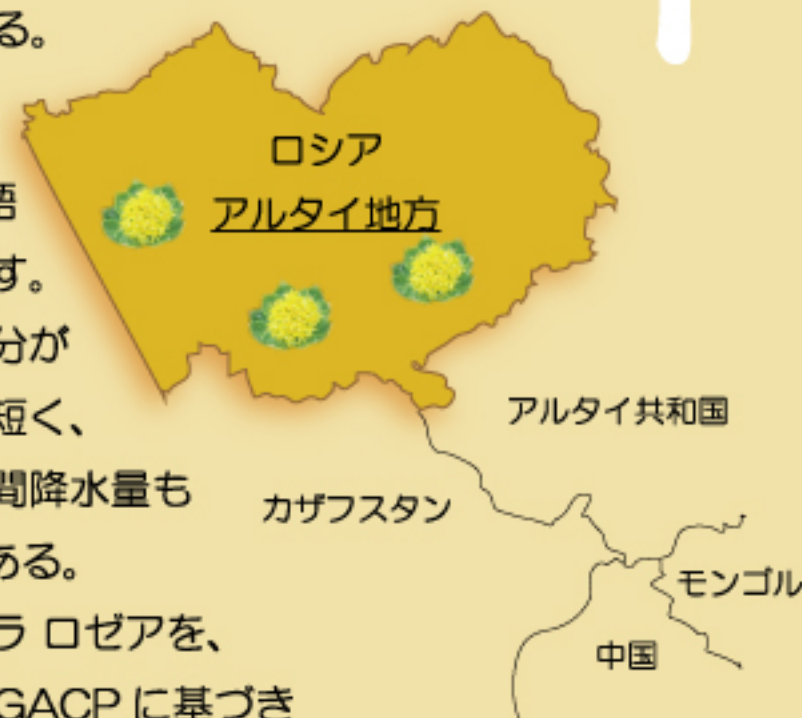 る。
ロシア
アルタイ地方
語
す。
分が
短く、
間降水量も
ある。
ラ ロゼアを、
GACP に基づき
アルタイ共和国
カザフスタン
モンゴル
中国